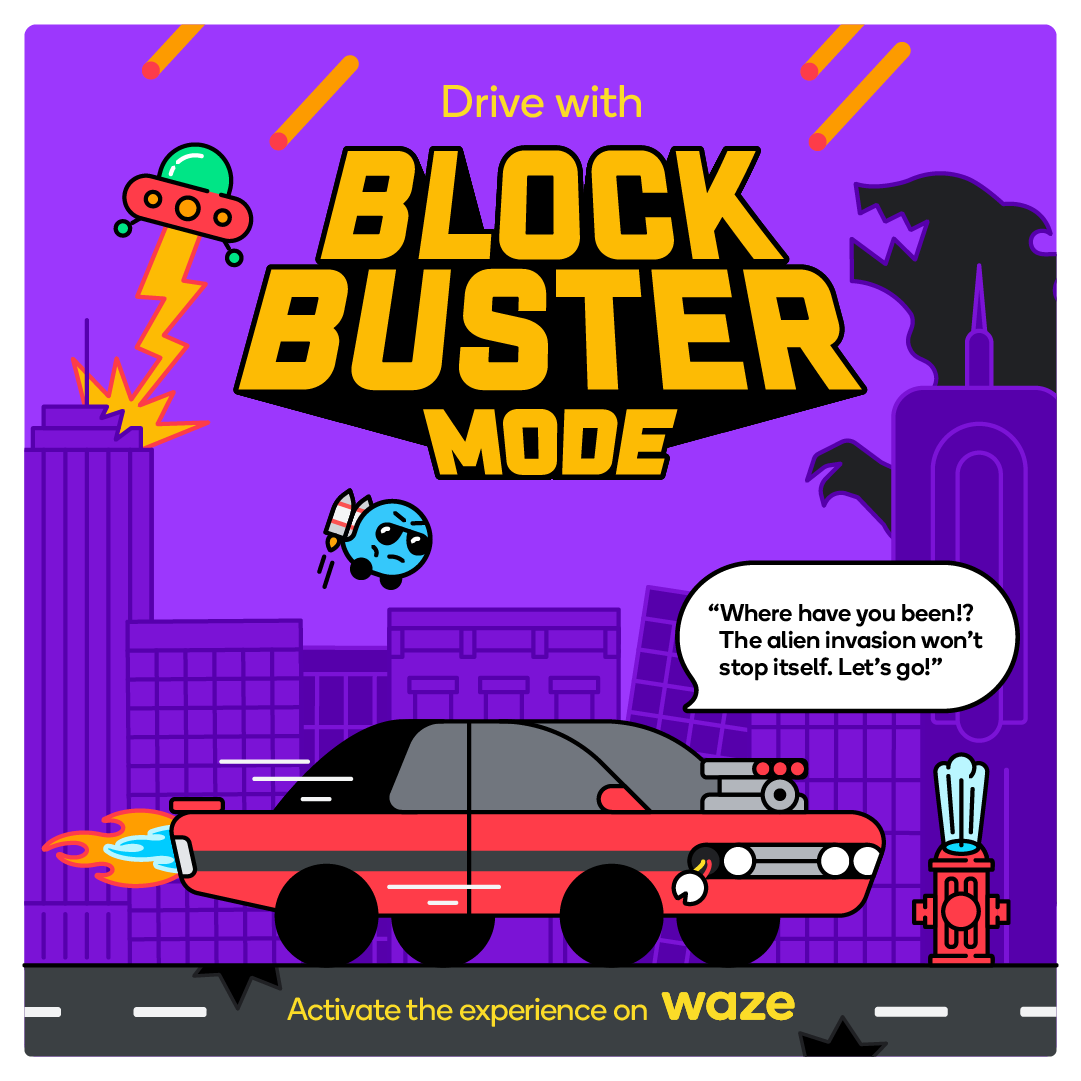 Drive with
BLOCK
BUSTER
MODE
“Where have you been!?
The alien invasion won’t
stop itself. Let’s go!”
Activate the experience on waze